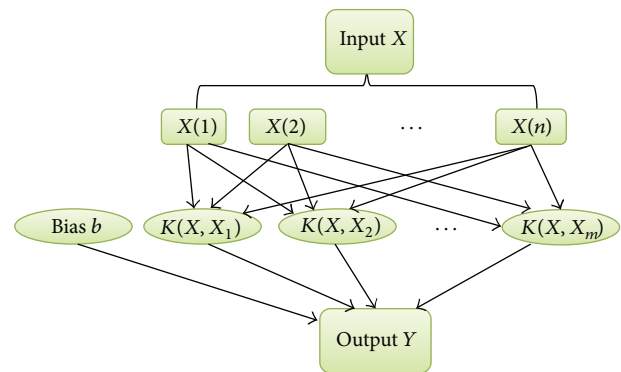 Input X
X(1) X(2) ... X(n)
Bias b K(X, X₁) K(X, X₂) ... K(X, Xₘ)
Output Y